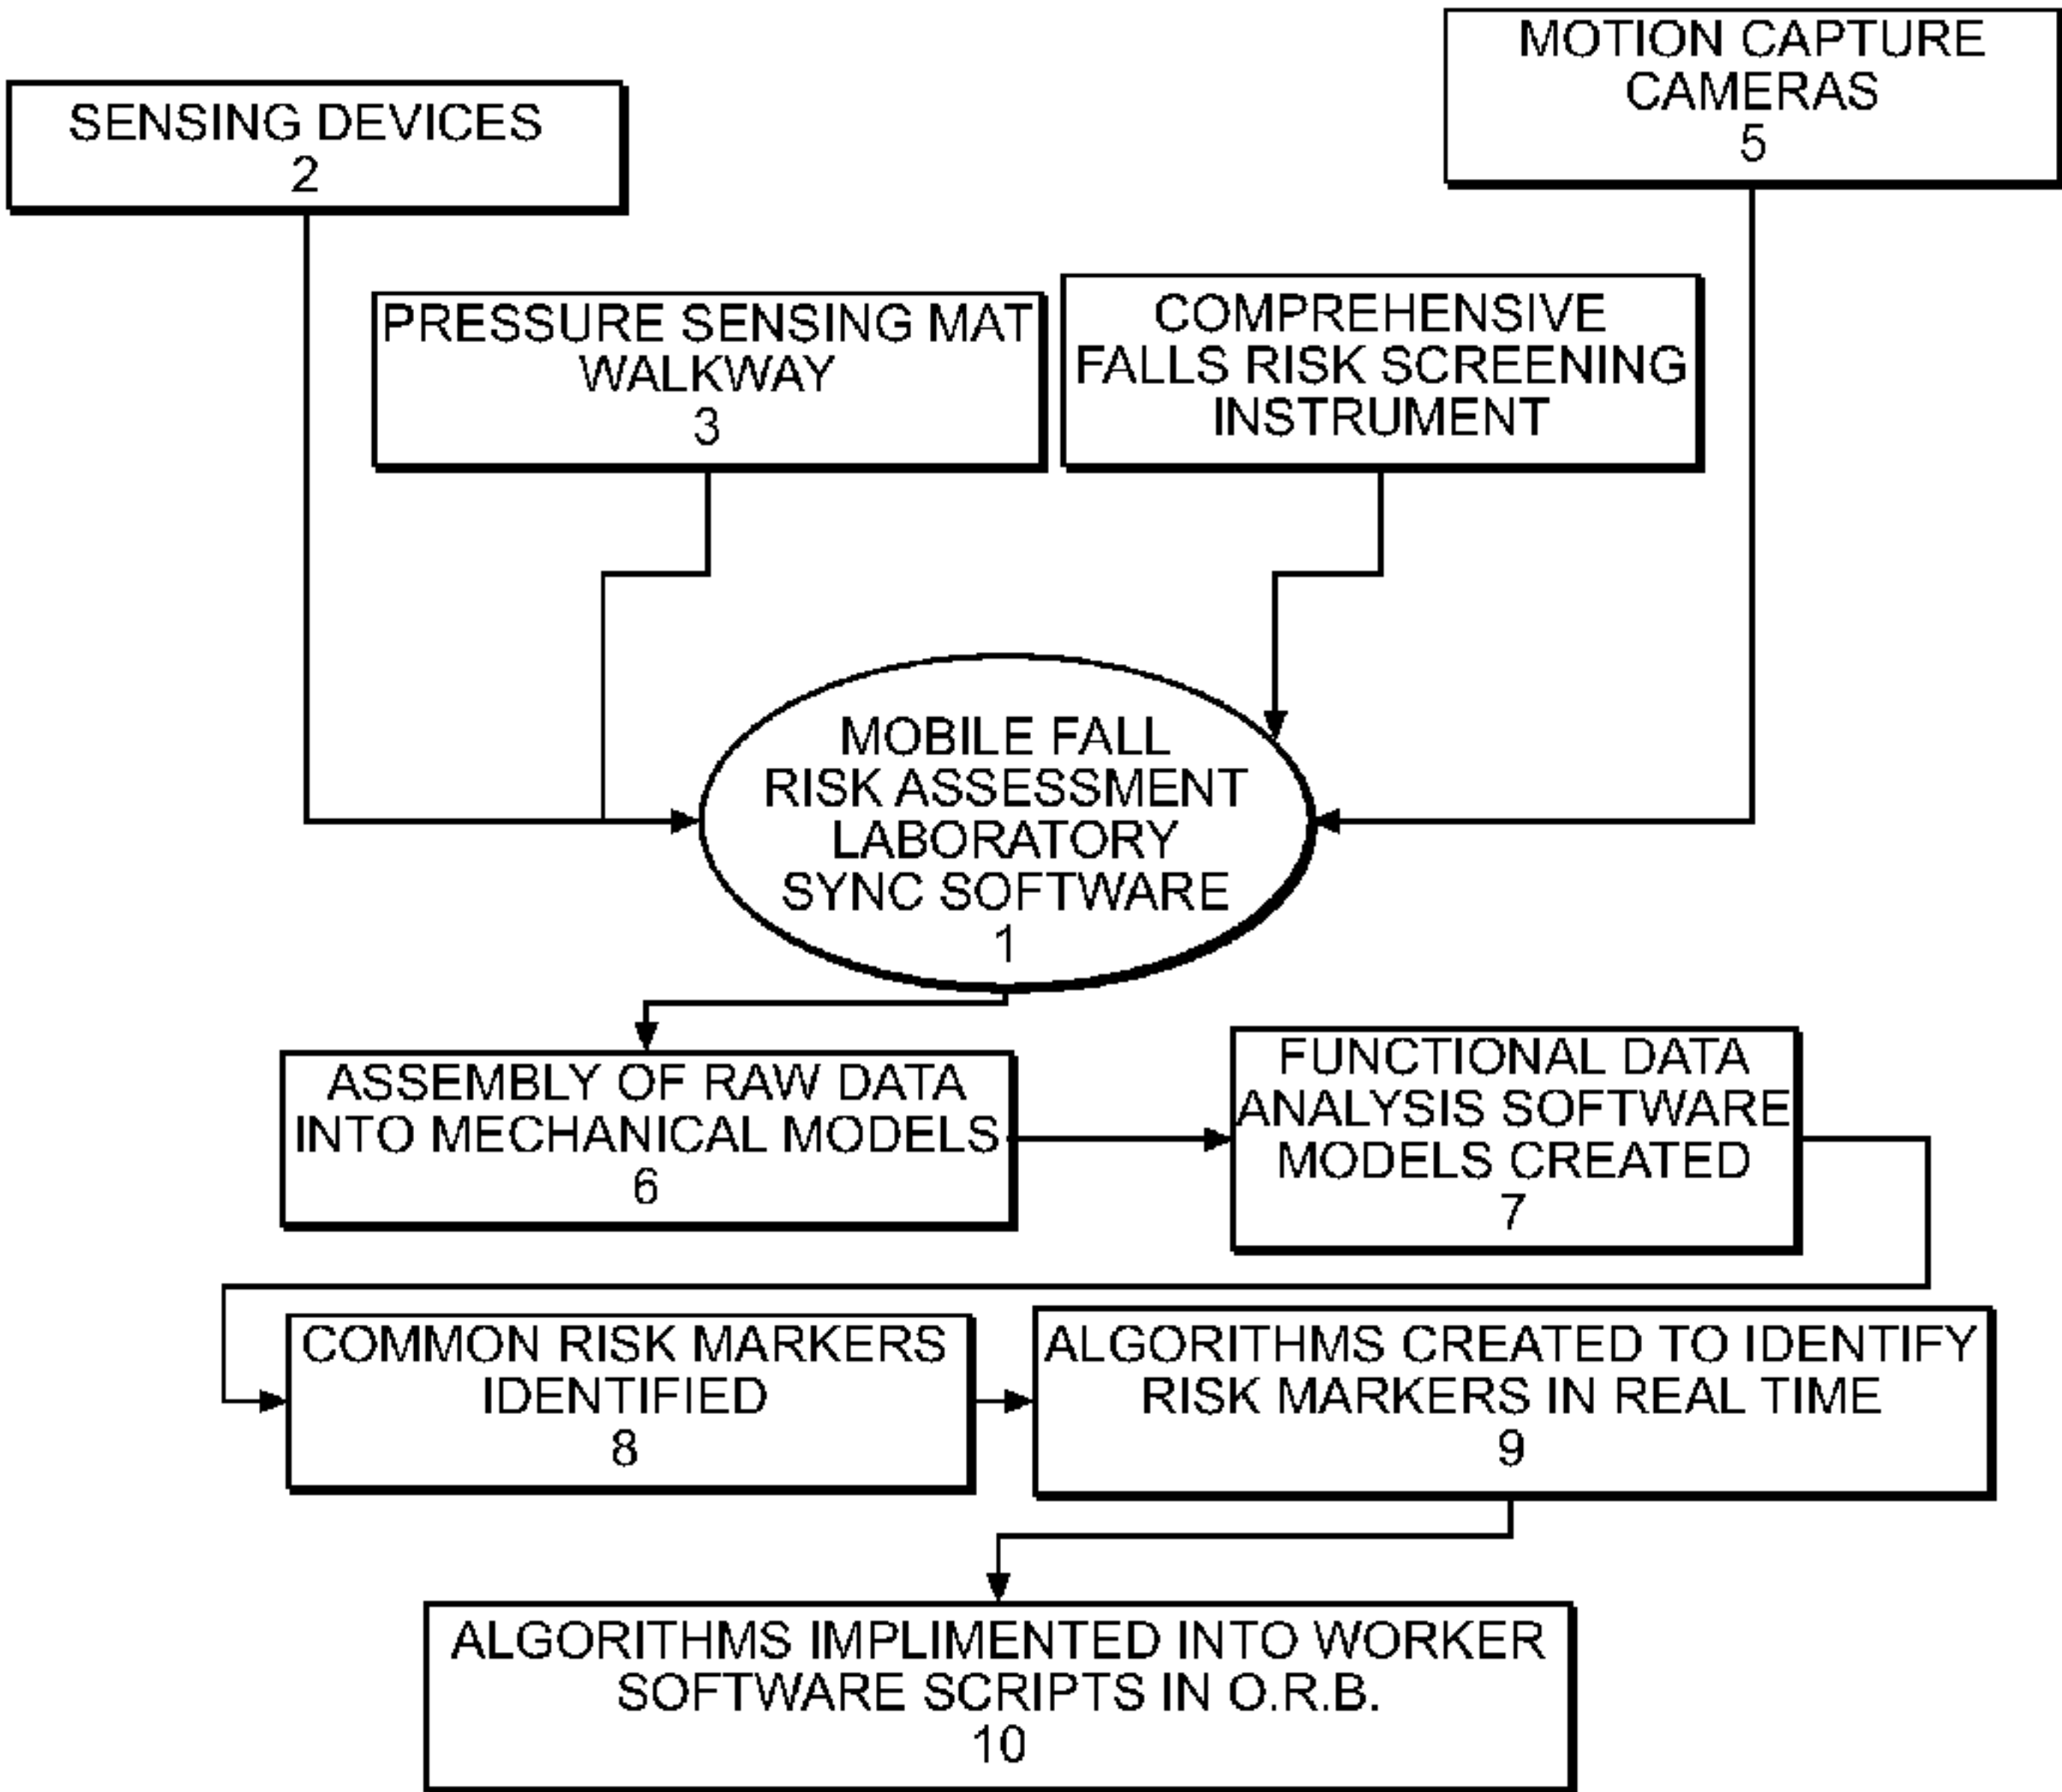 MOTION CAPTURE
CAMERAS
5
SENSING DEVICES
2
PRESSURE SENSING MAT
WALKWAY
3
COMPREHENSIVE
FALLS RISK SCREENING
INSTRUMENT
MOBILE FALL
RISK ASSESSMENT
LABORATORY
SYNC SOFTWARE
1
ASSEMBLY OF RAW DATA
INTO MECHANICAL MODELS
6
FUNCTIONAL DATA
ANALYSIS SOFTWARE
MODELS CREATED
7
COMMON RISK MARKERS
IDENTIFIED
8
ALGORITHMS CREATED TO IDENTIFY
RISK MARKERS IN REAL TIME
9
ALGORITHMS IMPLIMENTED INTO WORKER
SOFTWARE SCRIPTS IN O.R.B.
10